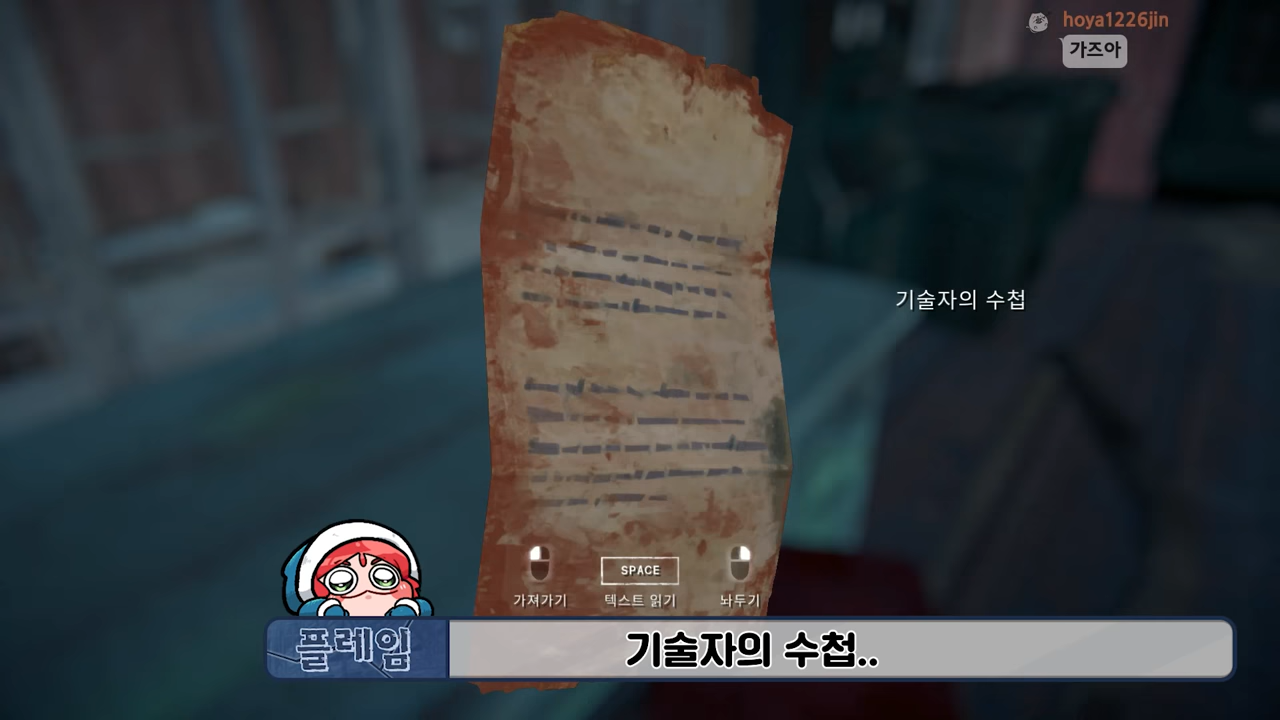 hoya1226jin
가즈아
기술자의 수첩
SPACE
가져가기
텍스트 읽기
놔두기
플레임
기술자의 수첩..